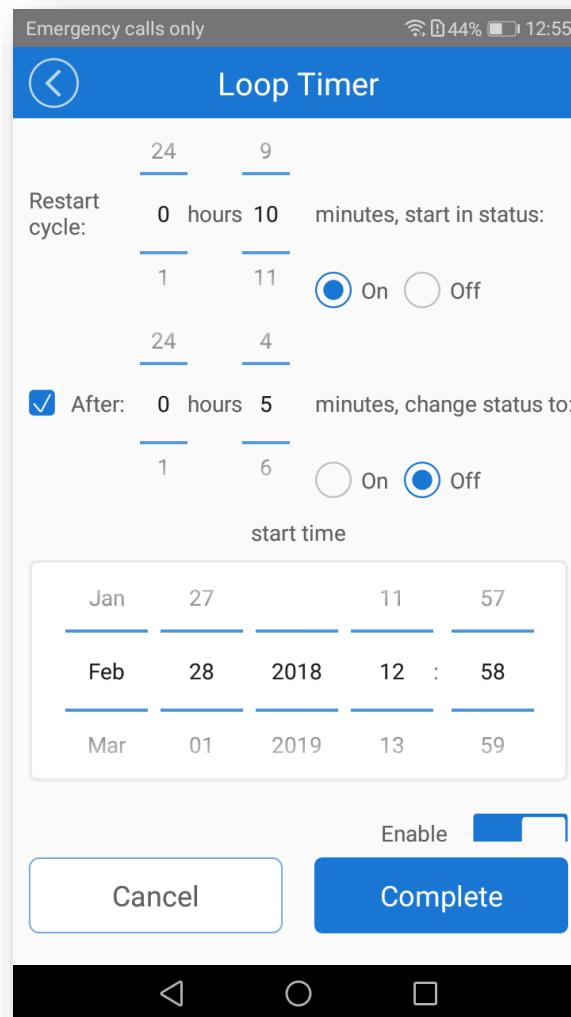 Emergency calls only 44% 12:55
Loop Timer
24 9
Restart cycle: 0 hours 10 minutes, start in status:
1 11
On Off
24 4
After: 0 hours 5 minutes, change status to:
1 6
On Off
start time
Jan 27 11 57
Feb 28 2018 12 : 58
Mar 01 2019 13 59
Enable
Cancel Complete